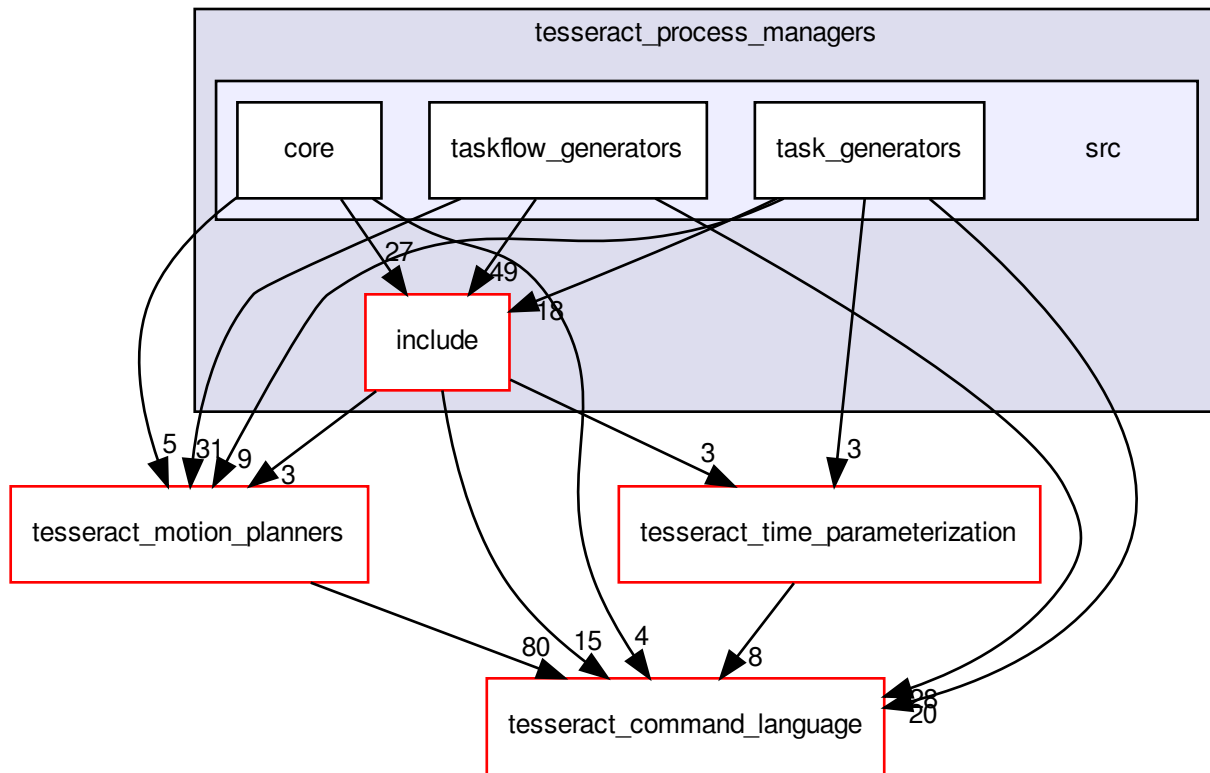 tesseract_process_managers
core
taskflow_generators
task_generators
src
27
49
18
include
5
31
9
3
3
3
tesseract_motion_planners
tesseract_time_parameterization
80
15
4
8
28
20
tesseract_command_language